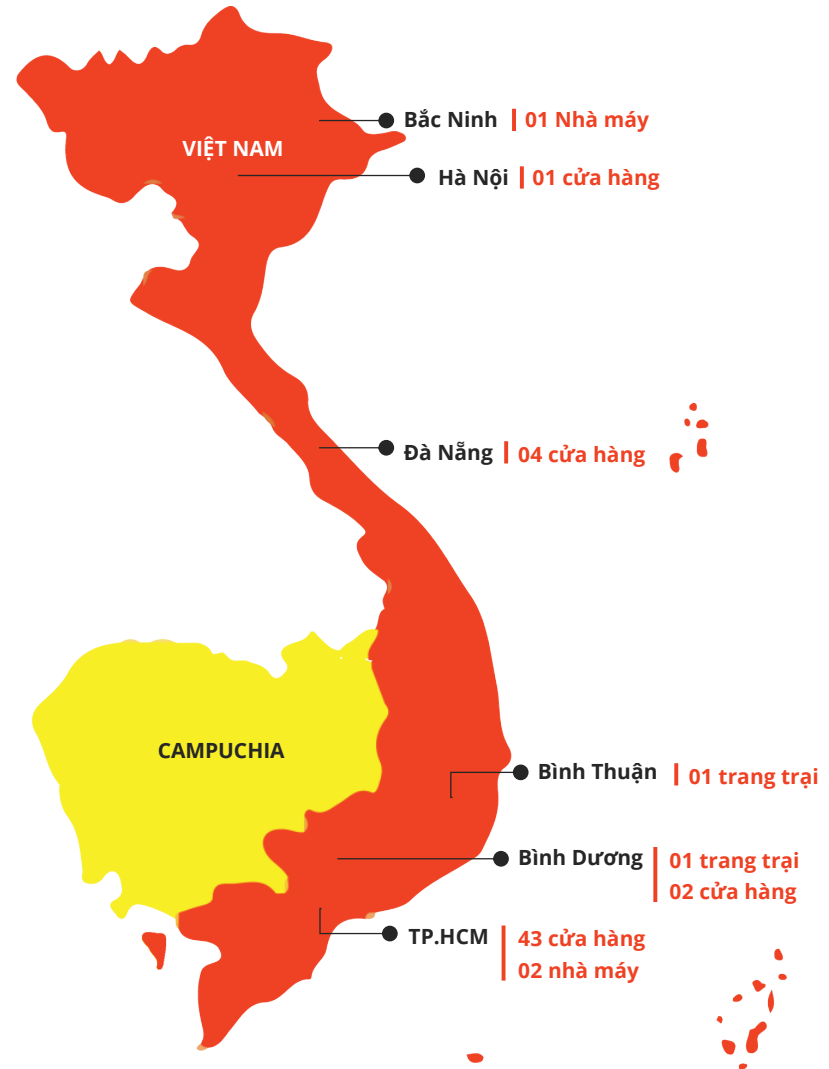 VIỆT NAM
Bắc Ninh | 01 Nhà máy
Hà Nội | 01 cửa hàng
Đà Nẵng | 04 cửa hàng
CAMPUCHIA
Bình Thuận | 01 trang trại
Bình Dương | 01 trang trại
02 cửa hàng
TP.HCM | 43 cửa hàng
02 nhà máy